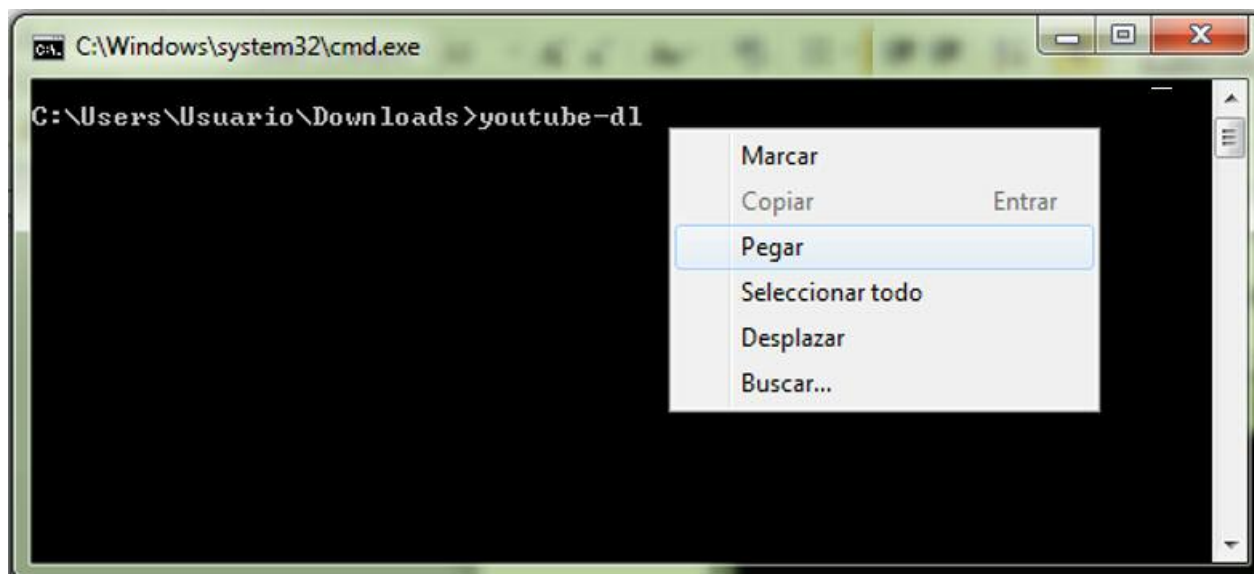 C:\Windows\system32\cmd.exe
C:\Users\Usuario\Downloads>youtube-dl
Marcar
Copiar Entrar
Pegar
Seleccionar todo
Desplazar
Buscar...